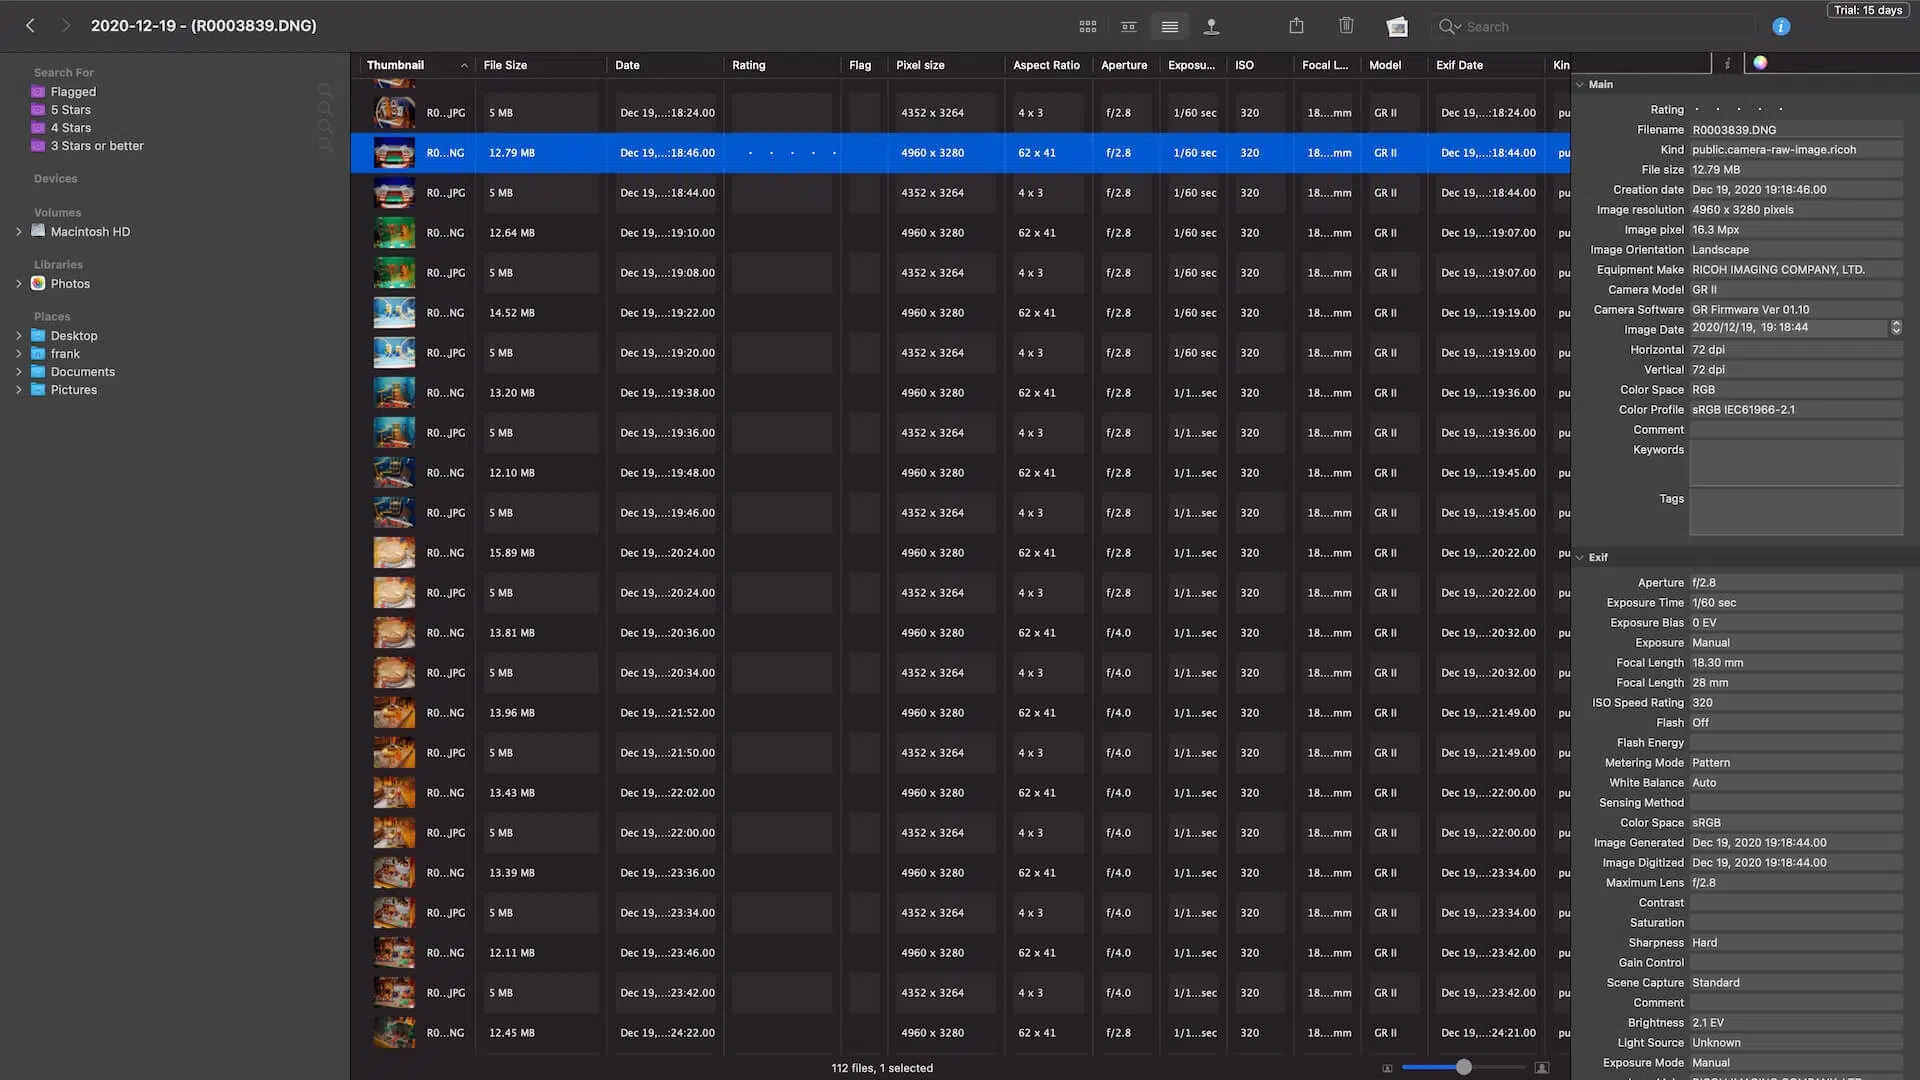 2020-12-19 - (R0003839.DNG)
Search
Trial: 15 days
Search For
Flagged
5 Stars
4 Stars
3 Stars or better
Devices
Volumes
Macintosh HD
Libraries
Photos
Places
Desktop
frank
Documents
Pictures
Thumbnail File Size Date Rating Flag Pixel size Aspect Ratio Aperture Exposu... ISO Focal L... Model Exif Date Kin
R0...JPG 5 MB Dec 19,...:18:24.00 4352 x 3264 4 x 3 f/2.8 1/60 sec 320 18....mm GR II Dec 19,...:18:24.00 pu
R0...NG 12.79 MB Dec 19,...:18:46.00 · · · · · 4960 x 3280 62 x 41 f/2.8 1/60 sec 320 18....mm GR II Dec 19,...:18:44.00 pu
R0...JPG 5 MB Dec 19,...:18:44.00 4352 x 3264 4 x 3 f/2.8 1/60 sec 320 18....mm GR II Dec 19,...:18:44.00 pu
R0...NG 12.64 MB Dec 19,...:19:10.00 4960 x 3280 62 x 41 f/2.8 1/60 sec 320 18....mm GR II Dec 19,...:19:07.00 pu
R0...JPG 5 MB Dec 19,...:19:08.00 4352 x 3264 4 x 3 f/2.8 1/60 sec 320 18....mm GR II Dec 19,...:19:07.00 pu
R0...NG 14.52 MB Dec 19,...:19:22.00 4960 x 3280 62 x 41 f/2.8 1/60 sec 320 18....mm GR II Dec 19,...:19:19.00 pu
R0...JPG 5 MB Dec 19,...:19:20.00 4352 x 3264 4 x 3 f/2.8 1/60 sec 320 18....mm GR II Dec 19,...:19:19.00 pu
R0...NG 13.20 MB Dec 19,...:19:38.00 4960 x 3280 62 x 41 f/2.8 1/1...sec 320 18....mm GR II Dec 19,...:19:36.00 pu
R0...JPG 5 MB Dec 19,...:19:36.00 4352 x 3264 4 x 3 f/2.8 1/1...sec 320 18....mm GR II Dec 19,...:19:36.00 pu
R0...NG 12.10 MB Dec 19,...:19:48.00 4960 x 3280 62 x 41 f/2.8 1/1...sec 320 18....mm GR II Dec 19,...:19:45.00 pu
R0...JPG 5 MB Dec 19,...:19:46.00 4352 x 3264 4 x 3 f/2.8 1/1...sec 320 18....mm GR II Dec 19,...:19:45.00 pu
R0...NG 15.89 MB Dec 19,...:20:24.00 4960 x 3280 62 x 41 f/2.8 1/1...sec 320 18....mm GR II Dec 19,...:20:22.00 pu
R0...JPG 5 MB Dec 19,...:20:24.00 4352 x 3264 4 x 3 f/2.8 1/1...sec 320 18....mm GR II Dec 19,...:20:22.00 pu
R0...NG 13.81 MB Dec 19,...:20:36.00 4960 x 3280 62 x 41 f/4.0 1/1...sec 320 18....mm GR II Dec 19,...:20:32.00 pu
R0...JPG 5 MB Dec 19,...:20:34.00 4352 x 3264 4 x 3 f/4.0 1/1...sec 320 18....mm GR II Dec 19,...:20:32.00 pu
R0...NG 13.96 MB Dec 19,...:21:52.00 4960 x 3280 62 x 41 f/4.0 1/1...sec 320 18....mm GR II Dec 19,...:21:49.00 pu
R0...JPG 5 MB Dec 19,...:21:50.00 4352 x 3264 4 x 3 f/4.0 1/1...sec 320 18....mm GR II Dec 19,...:21:49.00 pu
R0...NG 13.43 MB Dec 19,...:22:02.00 4960 x 3280 62 x 41 f/4.0 1/1...sec 320 18....mm GR II Dec 19,...:22:00.00 pu
R0...JPG 5 MB Dec 19,...:22:00.00 4352 x 3264 4 x 3 f/4.0 1/1...sec 320 18....mm GR II Dec 19,...:22:00.00 pu
R0...NG 13.39 MB Dec 19,...:23:36.00 4960 x 3280 62 x 41 f/4.0 1/1...sec 320 18....mm GR II Dec 19,...:23:34.00 pu
R0...JPG 5 MB Dec 19,...:23:34.00 4352 x 3264 4 x 3 f/4.0 1/1...sec 320 18....mm GR II Dec 19,...:23:34.00 pu
R0...NG 12.11 MB Dec 19,...:23:46.00 4960 x 3280 62 x 41 f/4.0 1/1...sec 320 18....mm GR II Dec 19,...:23:42.00 pu
R0...JPG 5 MB Dec 19,...:23:42.00 4352 x 3264 4 x 3 f/4.0 1/1...sec 320 18....mm GR II Dec 19,...:23:42.00 pu
R0...NG 12.45 MB Dec 19,...:24:22.00 4960 x 3280 62 x 41 f/2.8 1/1...sec 320 18....mm GR II Dec 19,...:24:21.00 pu
112 files, 1 selected
Main
Rating · · · · ·
Filename R0003839.DNG
Kind public.camera-raw-image.ricoh
File size 12.79 MB
Creation date Dec 19, 2020 19:18:46.00
Image resolution 4960 x 3280 pixels
Image pixel 16.3 Mpx
Image Orientation Landscape
Equipment Make RICOH IMAGING COMPANY, LTD.
Camera Model GR II
Camera Software GR Firmware Ver 01.10
Image Date 2020/12/19, 19:18:44
Horizontal 72 dpi
Vertical 72 dpi
Color Space RGB
Color Profile sRGB IEC61966-2.1
Comment
Keywords
Tags
Exif
Aperture f/2.8
Exposure Time 1/60 sec
Exposure Bias 0 EV
Exposure Manual
Focal Length 18.30 mm
Focal Length 28 mm
ISO Speed Rating 320
Flash Off
Flash Energy
Metering Mode Pattern
White Balance Auto
Sensing Method
Color Space sRGB
Image Generated Dec 19, 2020 19:18:44.00
Image Digitized Dec 19, 2020 19:18:44.00
Maximum Lens f/2.8
Contrast
Saturation
Sharpness Hard
Gain Control
Scene Capture Standard
Comment
Brightness 2.1 EV
Light Source Unknown
Exposure Mode Manual